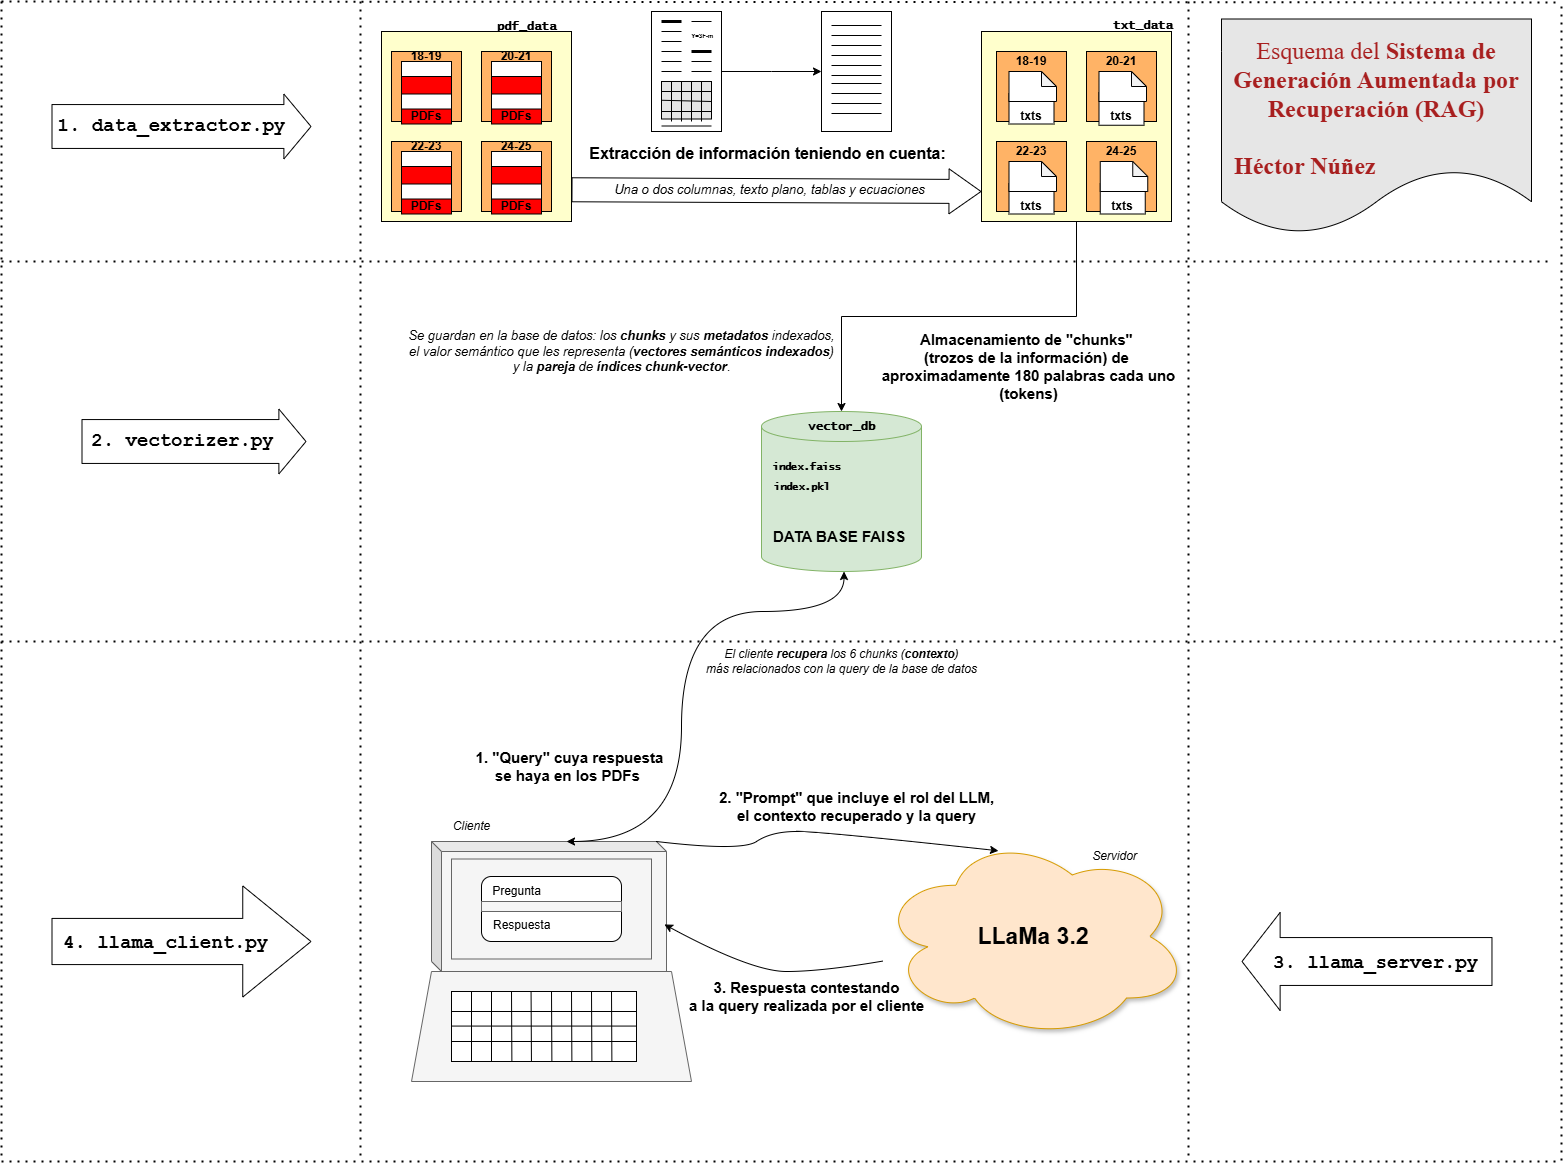 1. data_extractor.py
pdf_data
18-19
PDFs
20-21
PDFs
22-23
PDFs
24-25
PDFs
Y=3F-m
Extracción de información teniendo en cuenta:
Una o dos columnas, texto plano, tablas y ecuaciones
txt_data
18-19
txts
20-21
txts
22-23
txts
24-25
txts
Esquema del Sistema de
Generación Aumentada por
Recuperación (RAG)
Héctor Núñez
2. vectorizer.py
Se guardan en la base de datos: los chunks y sus metadatos indexados,
el valor semántico que les representa (vectores semánticos indexados)
y la pareja de índices chunk-vector.
Almacenamiento de "chunks"
(trozos de la información) de
aproximadamente 180 palabras cada uno
(tokens)
vector_db
index.faiss
index.pkl
DATA BASE FAISS
El cliente recupera los 6 chunks (contexto)
más relacionados con la query de la base de datos
1. "Query" cuya respuesta
se haya en los PDFs
2. "Prompt" que incluye el rol del LLM,
el contexto recuperado y la query
Cliente
Pregunta
Respuesta
Servidor
LLaMa 3.2
3. Respuesta contestando
a la query realizada por el cliente
4. llama_client.py
3. llama_server.py